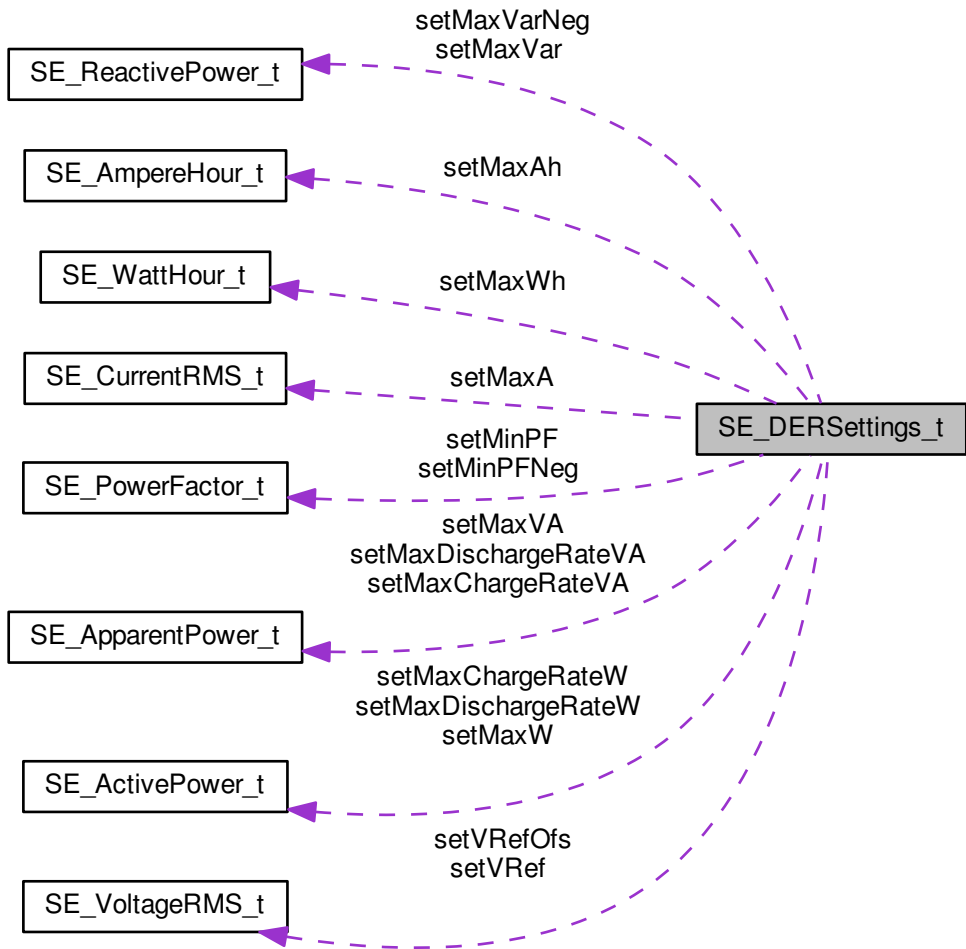 setMaxVarNeg
setMaxVar
SE_ReactivePower_t
setMaxAh
SE_AmpereHour_t
setMaxWh
SE_WattHour_t
setMaxA
SE_CurrentRMS_t
SE_DERSettings_t
setMinPF
setMinPFNeg
SE_PowerFactor_t
setMaxVA
setMaxDischargeRateVA
setMaxChargeRateVA
SE_ApparentPower_t
setMaxChargeRateW
setMaxDischargeRateW
setMaxW
SE_ActivePower_t
setVRefOfs
setVRef
SE_VoltageRMS_t